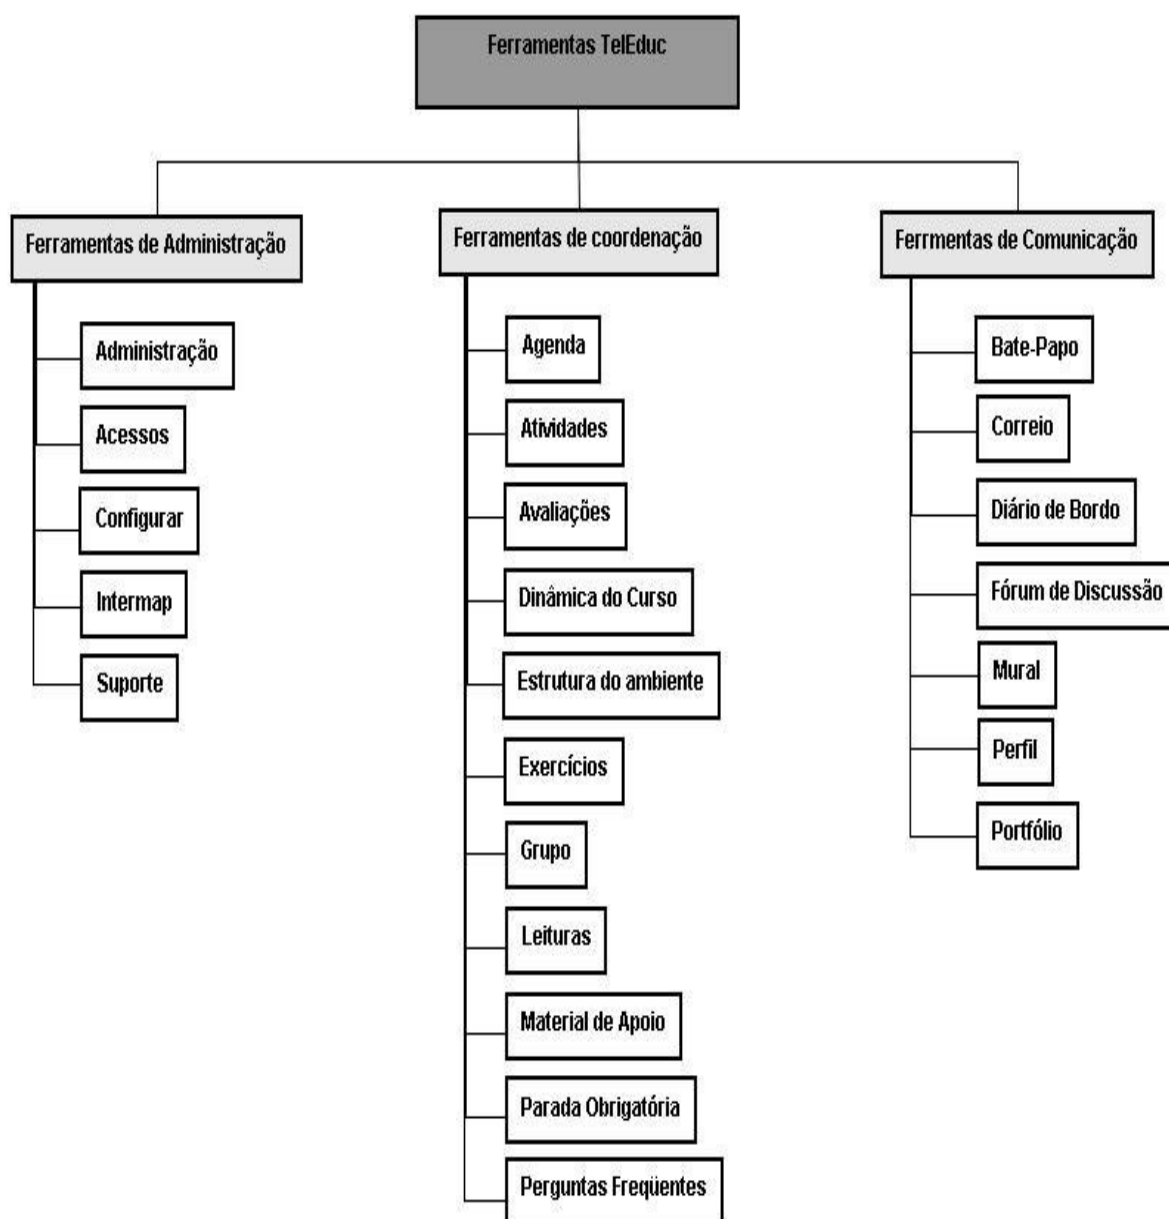 Ferramentas TelEduc
Ferramentas de Administração
Administração
Acessos
Configurar
Intermap
Suporte
Ferramentas de coordenação
Agenda
Atividades
Avaliações
Dinâmica do Curso
Estrutura do ambiente
Exercícios
Grupo
Leituras
Material de Apoio
Parada Obrigatória
Perguntas Freqüentes
Ferrmentas de Comunicação
Bate-Papo
Correio
Diário de Bordo
Fórum de Discussão
Mural
Perfil
Portfólio